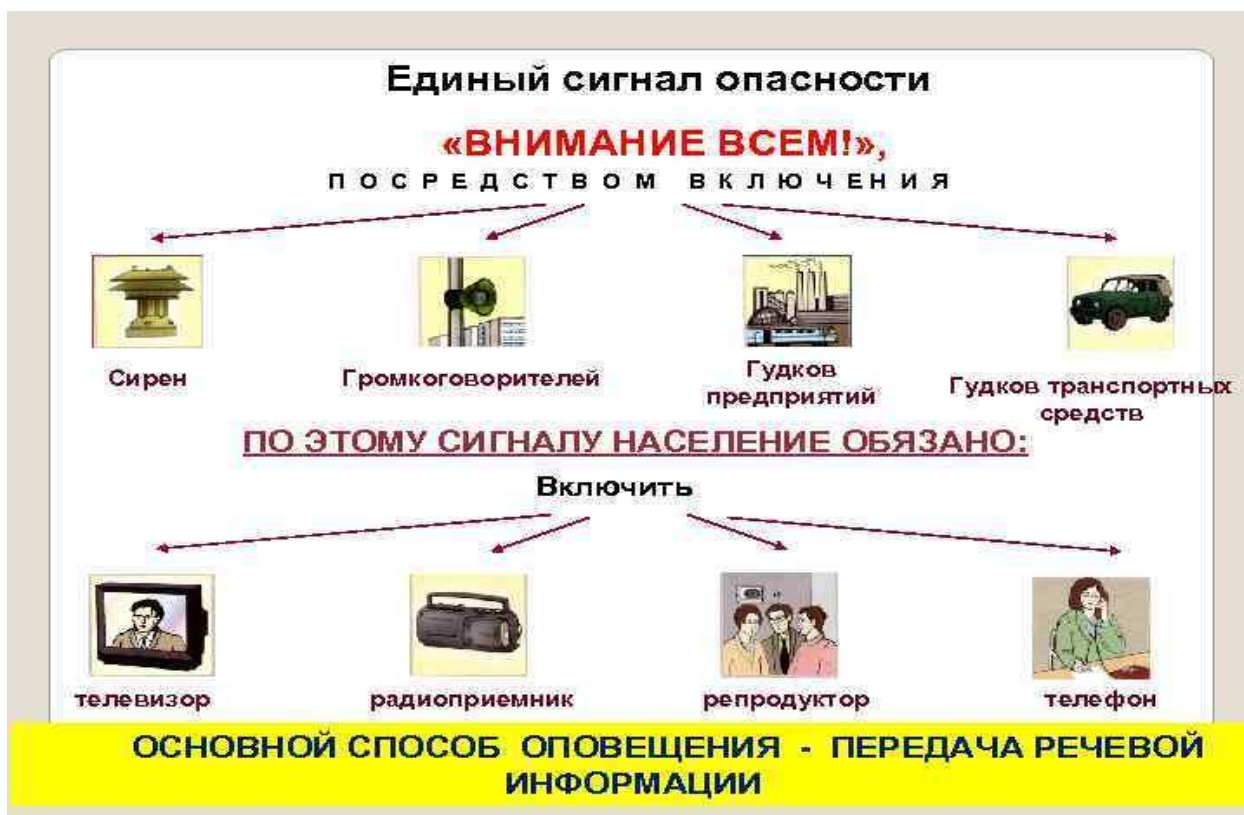 Единый сигнал опасности
«ВНИМАНИЕ ВСЕМ!»,
ПОСРЕДСТВОМ ВКЛЮЧЕНИЯ
Сирен
Громкоговорителей
Гудков
предприятий
Гудков транспортных
средств
ПО ЭТОМУ СИГНАЛУ НАСЕЛЕНИЕ ОБЯЗАНО:
Включить
телевизор
радиоприемник
репродуктор
телефон
ОСНОВНОЙ СПОСОБ ОПОВЕЩЕНИЯ - ПЕРЕДАЧА РЕЧЕВОЙ
ИНФОРМАЦИИ